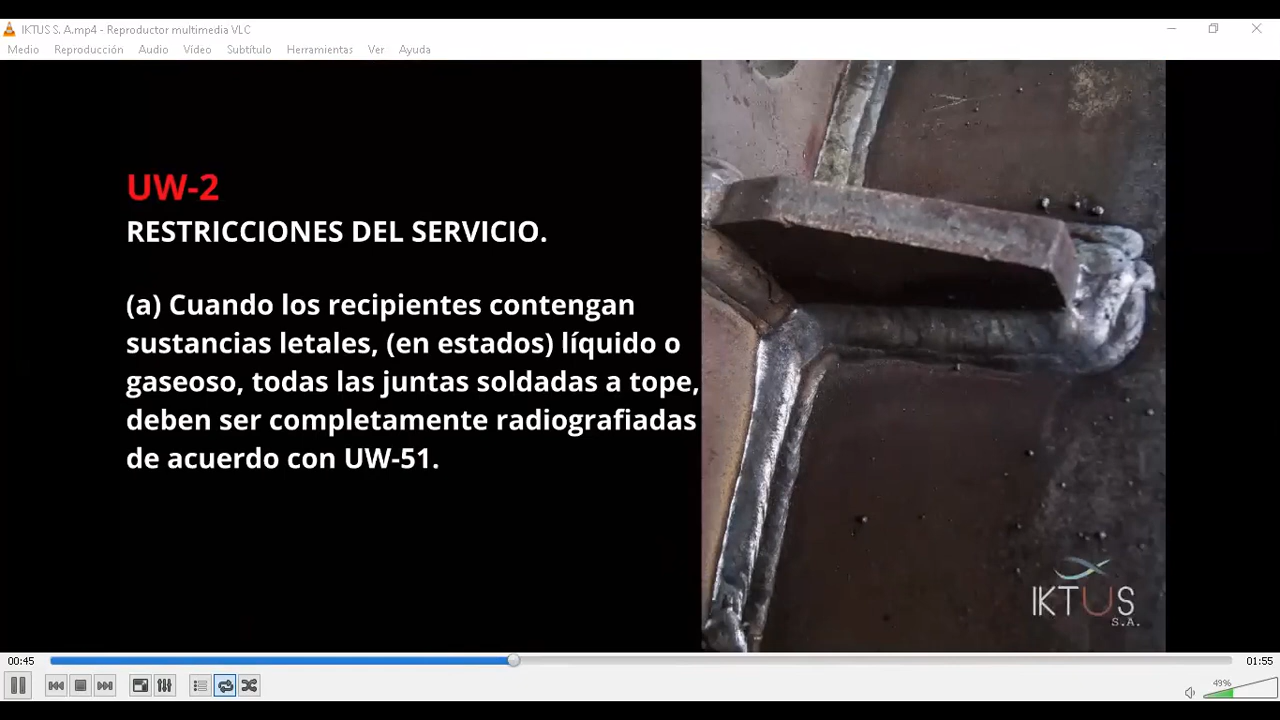 IKTUS S. A.mp4 - Reproductor multimedia VLC
Medio Reproducción Audio Vídeo Subtítulo Herramientas Ver Ayuda
UW-2
RESTRICCIONES DEL SERVICIO.
(a) Cuando los recipientes contengan
sustancias letales, (en estados) líquido o
gaseoso, todas las juntas soldadas a tope,
deben ser completamente radiografiadas
de acuerdo con UW-51.
IKTUS
S.A.
00:45
01:55
49%